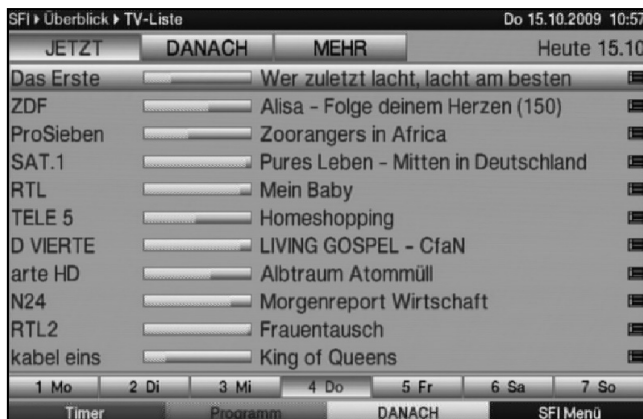 SFI ▸ Überblick ▸ TV-Liste Do 15.10.2009 10:57
JETZT DANACH MEHR Heute 15.10
Das Erste Wer zuletzt lacht, lacht am besten
ZDF Alisa - Folge deinem Herzen (150)
ProSieben Zoorangers in Africa
SAT.1 Pures Leben - Mitten in Deutschland
RTL Mein Baby
TELE 5 Homeshopping
D VIERTE LIVING GOSPEL - CfaN
arte HD Albtraum Atommüll
N24 Morgenreport Wirtschaft
RTL2 Frauentausch
kabel eins King of Queens
1 Mo 2 Di 3 Mi 4 Do 5 Fr 6 Sa 7 So
Timer Programm DANACH SFI Menü